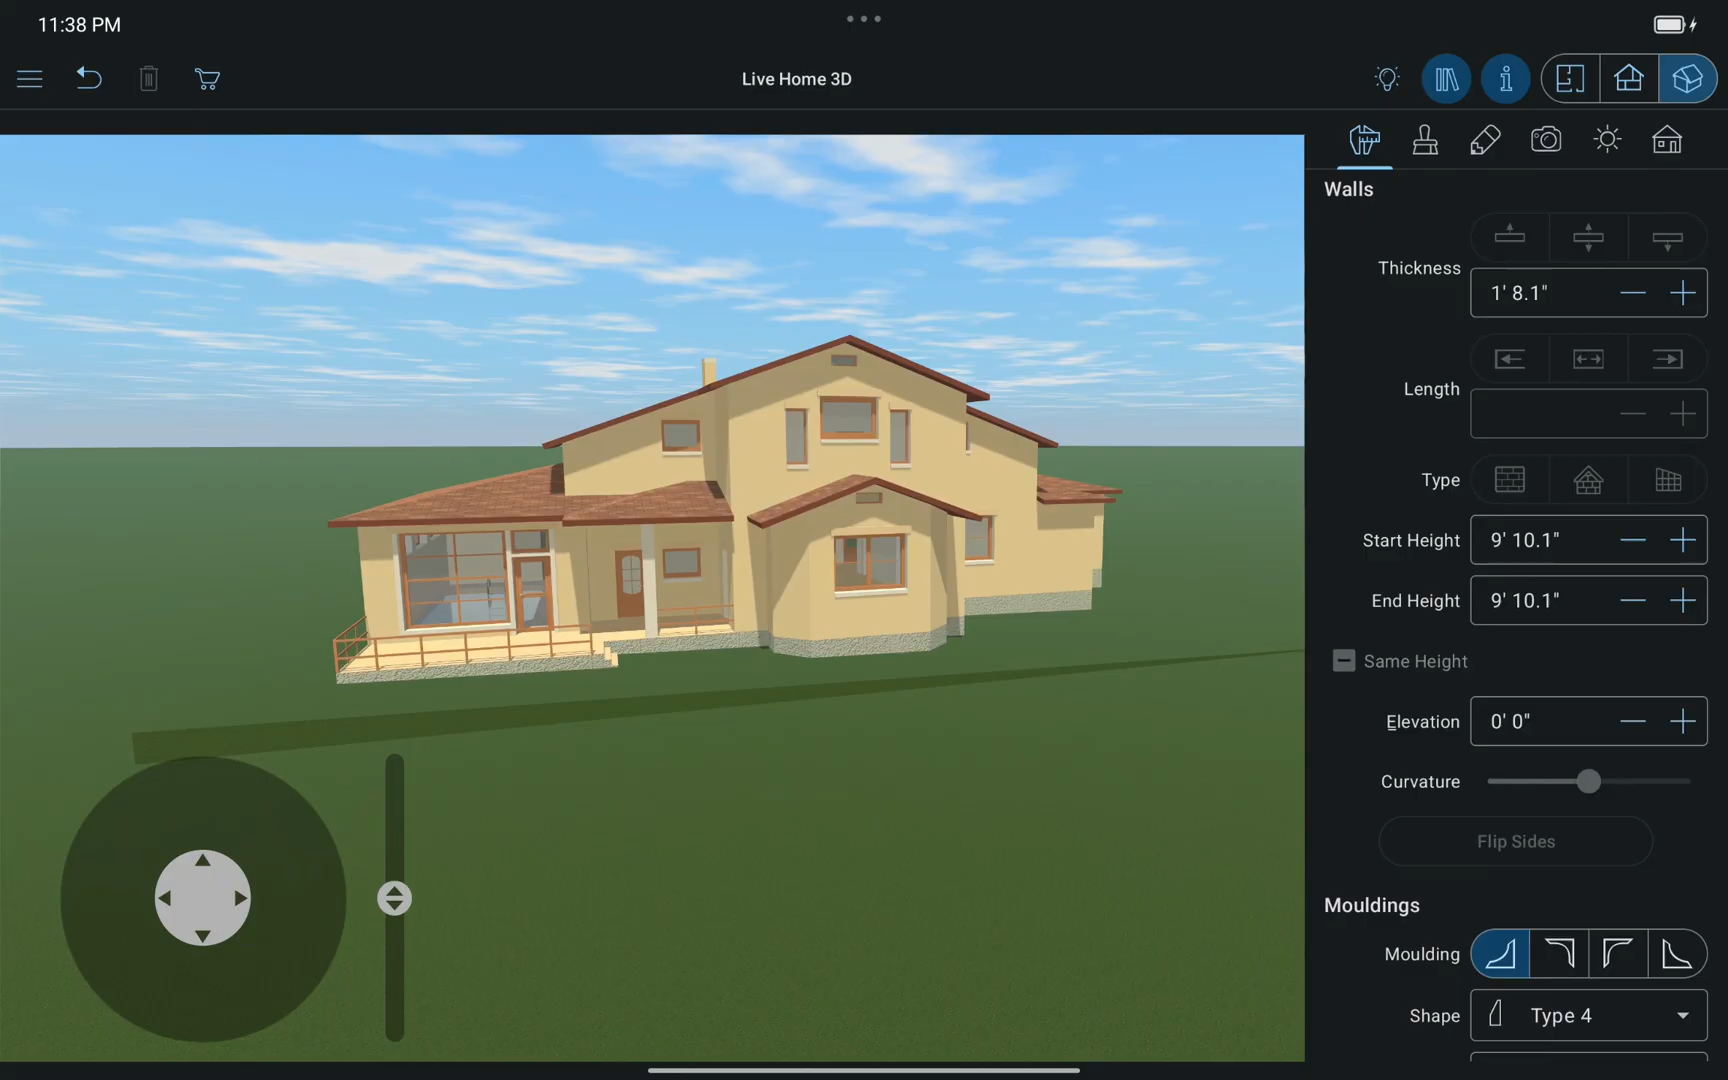 11:38 PM
Live Home 3D
Walls
Thickness
1' 8.1"
Length
Type
Start Height
9' 10.1"
End Height
9' 10.1"
Same Height
Elevation
0' 0"
Curvature
Flip Sides
Mouldings
Moulding
Shape
Type 4